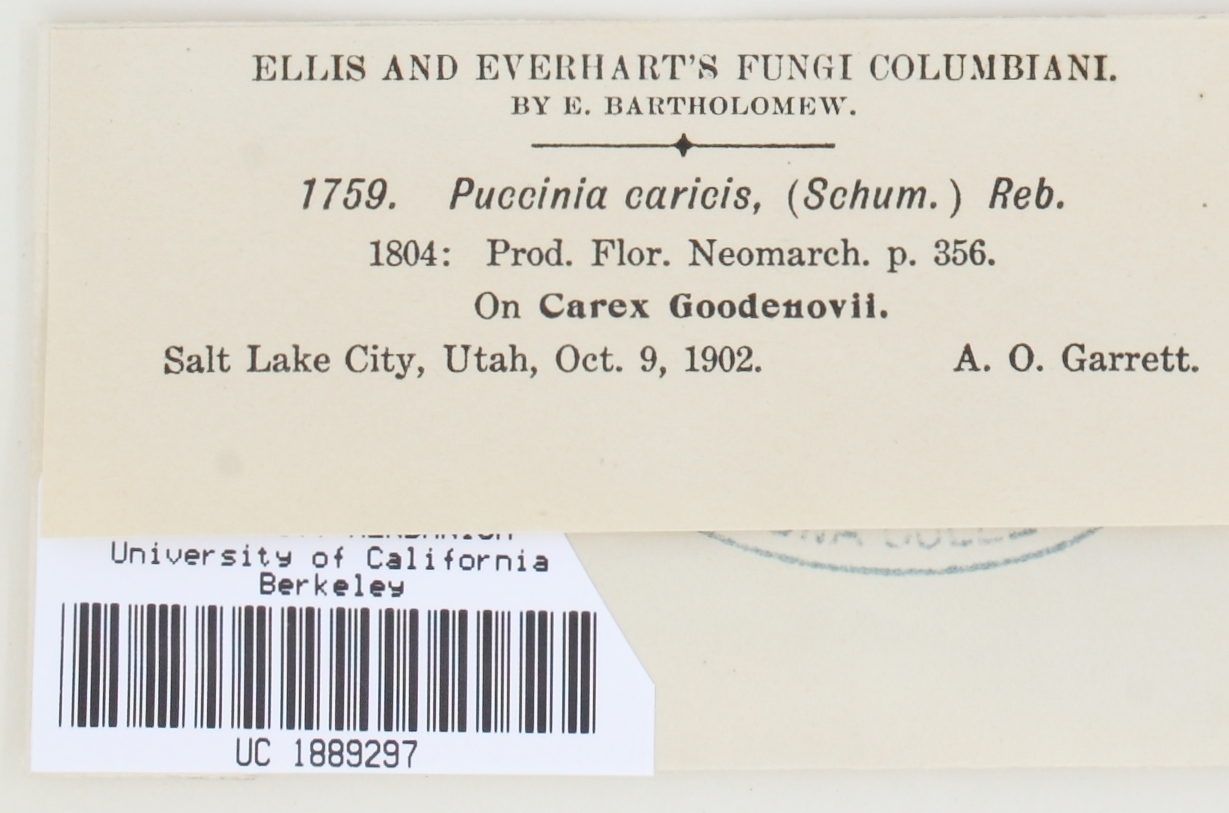 ELLIS AND EVERHART'S FUNGI COLUMBIANI.
BY E. BARTHOLOMEW.
1759. Puccinia caricis, (Schum.) Reb.
1804: Prod. Flor. Neomarch. p. 356.
On Carex Goodenovii.
Salt Lake City, Utah, Oct. 9, 1902. A. O. Garrett.
University of California
Berkeley
UC 1889297